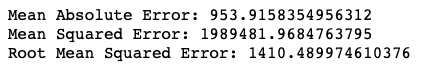 Mean Absolute Error: 953.9158354956312
Mean Squared Error: 1989481.9684763795
Root Mean Squared Error: 1410.489974610376